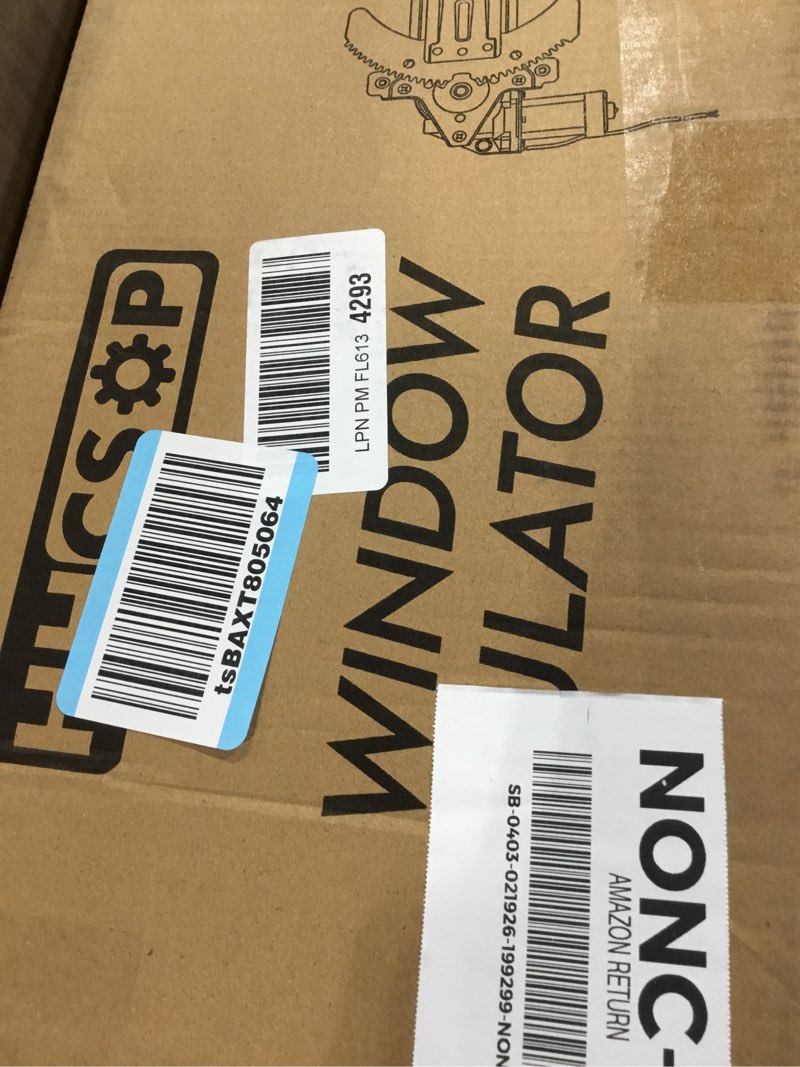 CS⚙P
WINDOW
ULATOR
LPN PM FL613 4293
tsBAXT805064
NONC-
AMAZON RETURN
SB-0403-021926-199299-NON